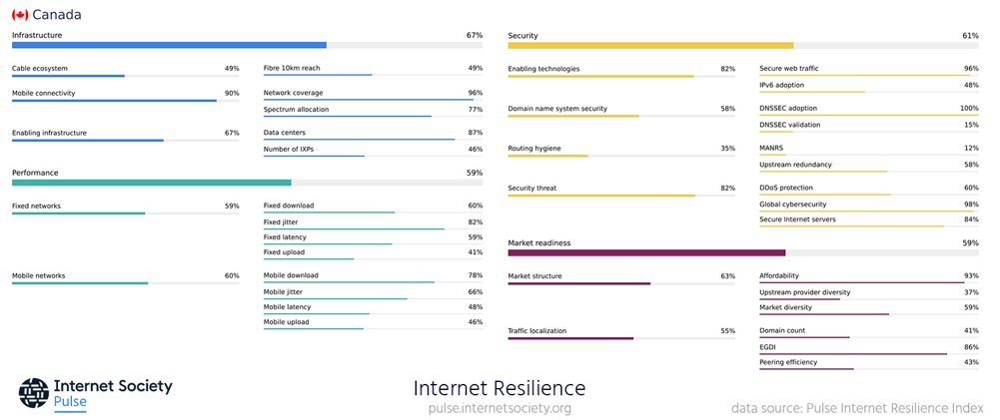 Canada
Infrastructure 67%
Cable ecosystem 49%
Fibre 10km reach 49%
Mobile connectivity 90%
Network coverage 96%
Spectrum allocation 77%
Enabling infrastructure 67%
Data centers 87%
Number of IXPs 46%
Performance 59%
Fixed networks 59%
Fixed download 60%
Fixed jitter 82%
Fixed latency 59%
Fixed upload 41%
Mobile networks 60%
Mobile download 78%
Mobile jitter 66%
Mobile latency 48%
Mobile upload 46%
Security 61%
Enabling technologies 82%
Secure web traffic 96%
IPv6 adoption 48%
Domain name system security 58%
DNSSEC adoption 100%
DNSSEC validation 15%
Routing hygiene 35%
MANRS 12%
Upstream redundancy 58%
Security threat 82%
DDoS protection 60%
Global cybersecurity 98%
Secure Internet servers 84%
Market readiness 59%
Market structure 63%
Affordability 93%
Upstream provider diversity 37%
Market diversity 59%
Traffic localization 55%
Domain count 41%
EGDI 86%
Peering efficiency 43%
Internet Society
Pulse
Internet Resilience
pulse.internetsociety.org
data source: Pulse Internet Resilience Index